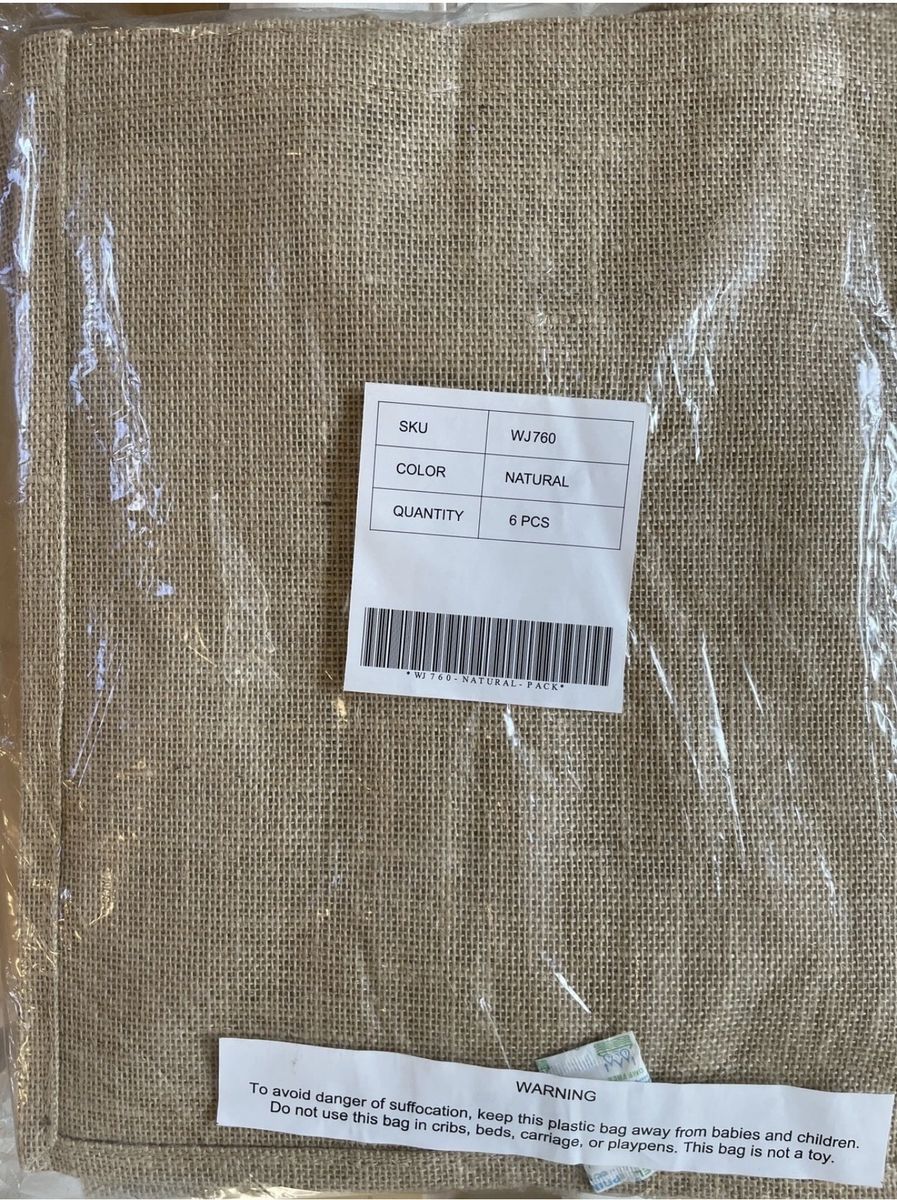 SKU WJ760
COLOR NATURAL
QUANTITY 6 PCS
*WJ760-NATURAL-PACK*
WARNING
To avoid danger of suffocation, keep this plastic bag away from babies and children.
Do not use this bag in cribs, beds, carriage, or playpens. This bag is not a toy.